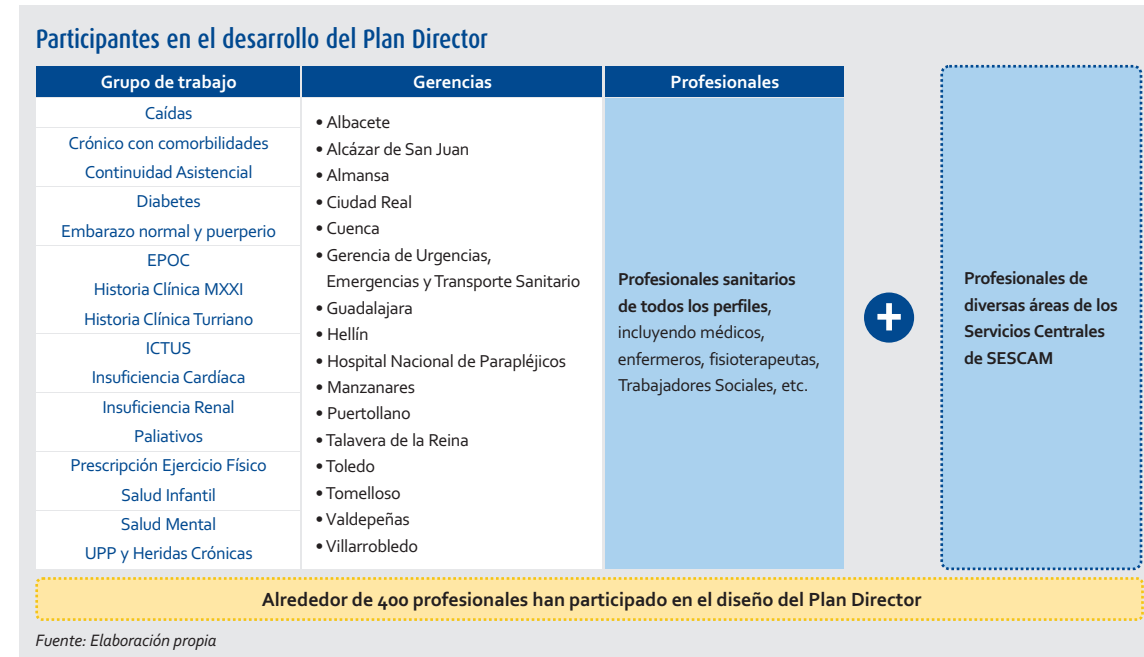 Participantes en el desarrollo del Plan Director
Grupo de trabajo
Caídas
Crónico con comorbilidades
Continuidad Asistencial
Diabetes
Embarazo normal y puerperio
EPOC
Historia Clínica MXXI
Historia Clínica Turriano
ICTUS
Insuficiencia Cardíaca
Insuficiencia Renal
Paliativos
Prescripción Ejercicio Físico
Salud Infantil
Salud Mental
UPP y Heridas Crónicas
Gerencias
• Albacete
• Alcázar de San Juan
• Almansa
• Ciudad Real
• Cuenca
• Gerencia de Urgencias,
Emergencias y Transporte Sanitario
• Guadalajara
• Hellín
• Hospital Nacional de Parapléjicos
• Manzanares
• Puertollano
• Talavera de la Reina
• Toledo
• Tomelloso
• Valdepeñas
• Villarrobledo
Profesionales
Profesionales sanitarios
de todos los perfiles,
incluyendo médicos,
enfermeros, fisioterapeutas,
Trabajadores Sociales, etc.
+
Profesionales de
diversas áreas de los
Servicios Centrales
de SESCAM
Alrededor de 400 profesionales han participado en el diseño del Plan Director
Fuente: Elaboración propia